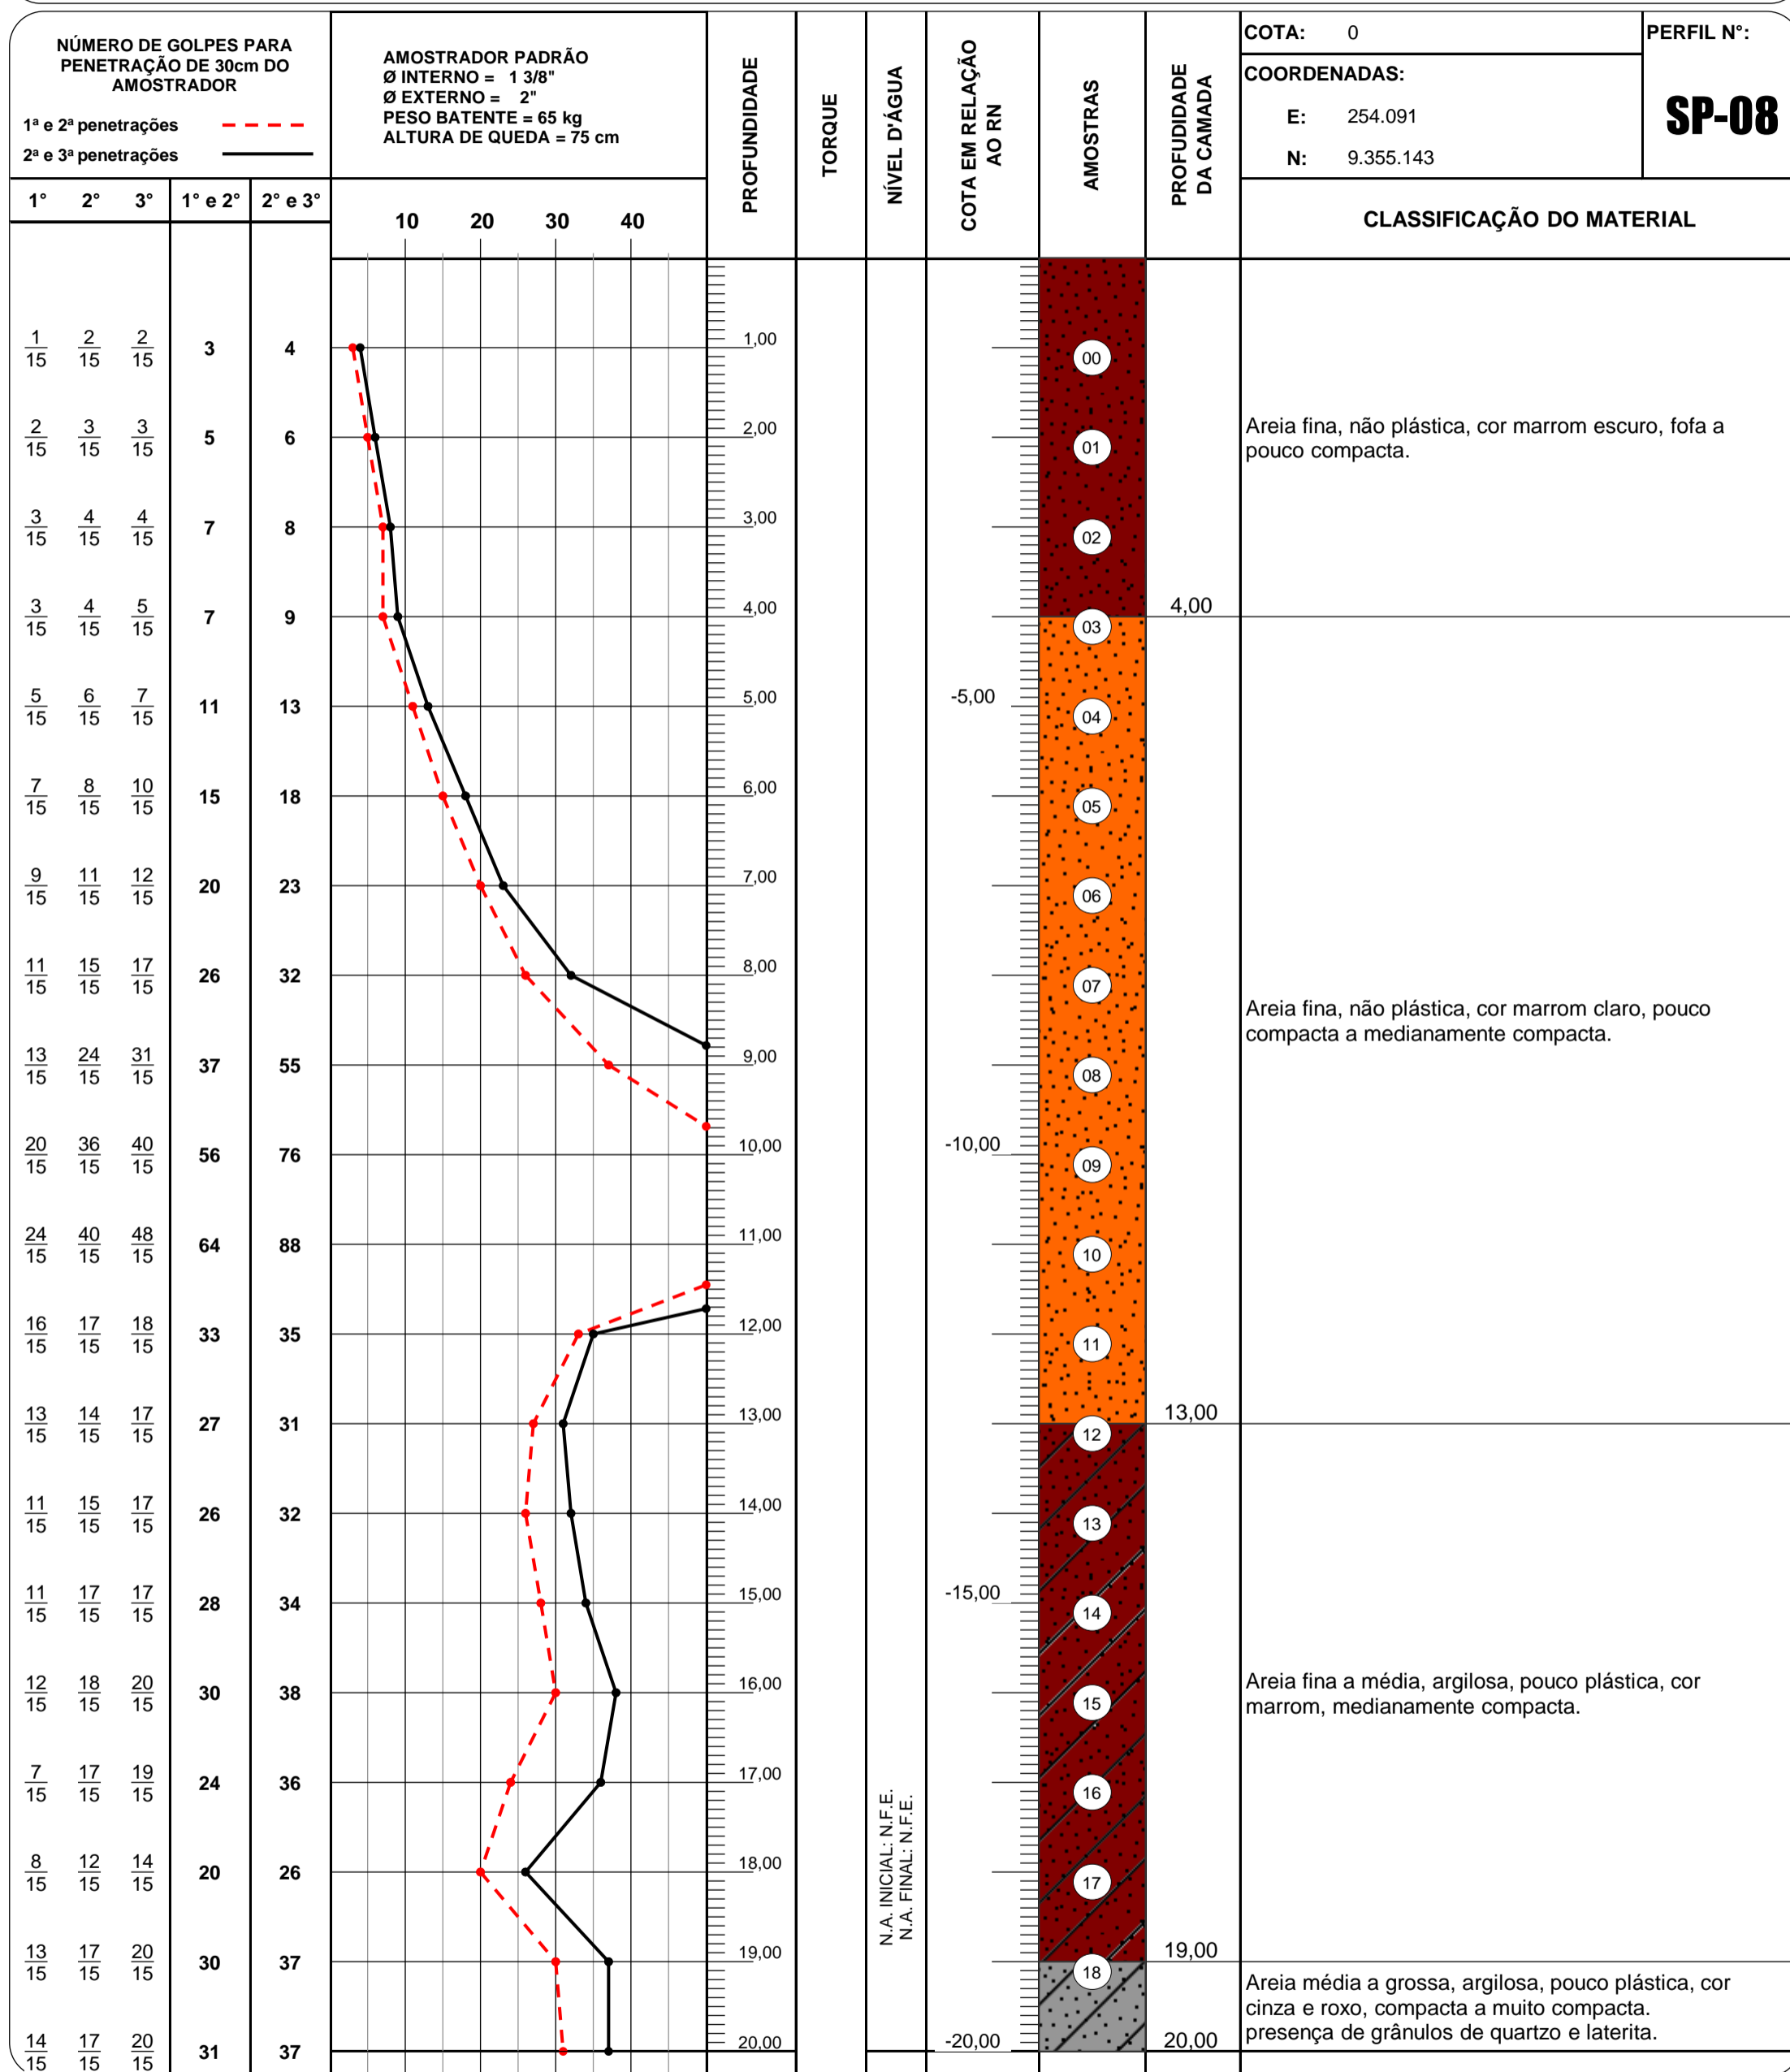 NÚMERO DE GOLPES PARA
PENETRAÇÃO DE 30cm DO
AMOSTRADOR
1ª e 2ª penetrações
2ª e 3ª penetrações
AMOSTRADOR PADRÃO
Ø INTERNO = 1 3/8"
Ø EXTERNO = 2"
PESO BATENTE = 65 kg
ALTURA DE QUEDA = 75 cm
PROFUNDIDADE
TORQUE
NÍVEL D'ÁGUA
COTA EM RELAÇÃO
AO RN
AMOSTRAS
PROFUDIDADE
DA CAMADA
COTA: 0
COORDENADAS:
E: 254.091
N: 9.355.143
PERFIL N°:
SP-08
CLASSIFICAÇÃO DO MATERIAL
1° 2° 3° 1° e 2° 2° e 3°
10 20 30 40
1/15 2/15 2/15 3 4 1,00 00
2/15 3/15 3/15 5 6 2,00 01
Areia fina, não plástica, cor marrom escuro, fofa a
pouco compacta.
3/15 4/15 4/15 7 8 3,00 02
3/15 4/15 5/15 7 9 4,00 03 4,00
5/15 6/15 7/15 11 13 5,00 -5,00 04
7/15 8/15 10/15 15 18 6,00 05
9/15 11/15 12/15 20 23 7,00 06
11/15 15/15 17/15 26 32 8,00 07
Areia fina, não plástica, cor marrom claro, pouco
compacta a medianamente compacta.
13/15 24/15 31/15 37 55 9,00 08
20/15 36/15 40/15 56 76 10,00 -10,00 09
24/15 40/15 48/15 64 88 11,00 10
16/15 17/15 18/15 33 35 12,00 11
13/15 14/15 17/15 27 31 13,00 12 13,00
11/15 15/15 17/15 26 32 14,00 13
11/15 17/15 17/15 28 34 15,00 -15,00 14
12/15 18/15 20/15 30 38 16,00 15
Areia fina a média, argilosa, pouco plástica, cor
marrom, medianamente compacta.
7/15 17/15 19/15 24 36 17,00 16
8/15 12/15 14/15 20 26 18,00 17
N.A. INICIAL: N.F.E.
N.A. FINAL: N.F.E.
13/15 17/15 20/15 30 37 19,00 18 19,00
Areia média a grossa, argilosa, pouco plástica, cor
cinza e roxo, compacta a muito compacta.
presença de grânulos de quartzo e laterita.
14/15 17/15 20/15 31 37 20,00 -20,00 20,00